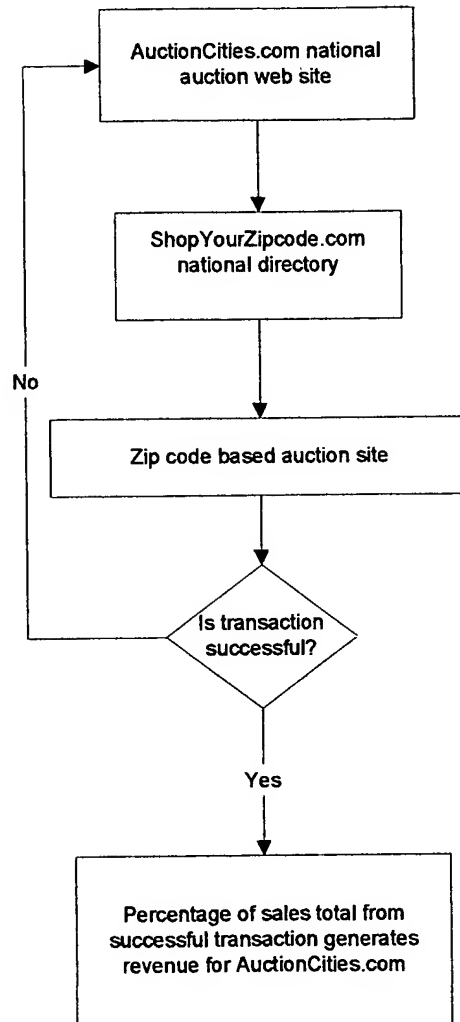 AuctionCities.com national
auction web site
ShopYourZipcode.com
national directory
No
Zip code based auction site
Is transaction
successful?
Yes
Percentage of sales total from
successful transaction generates
revenue for AuctionCities.com